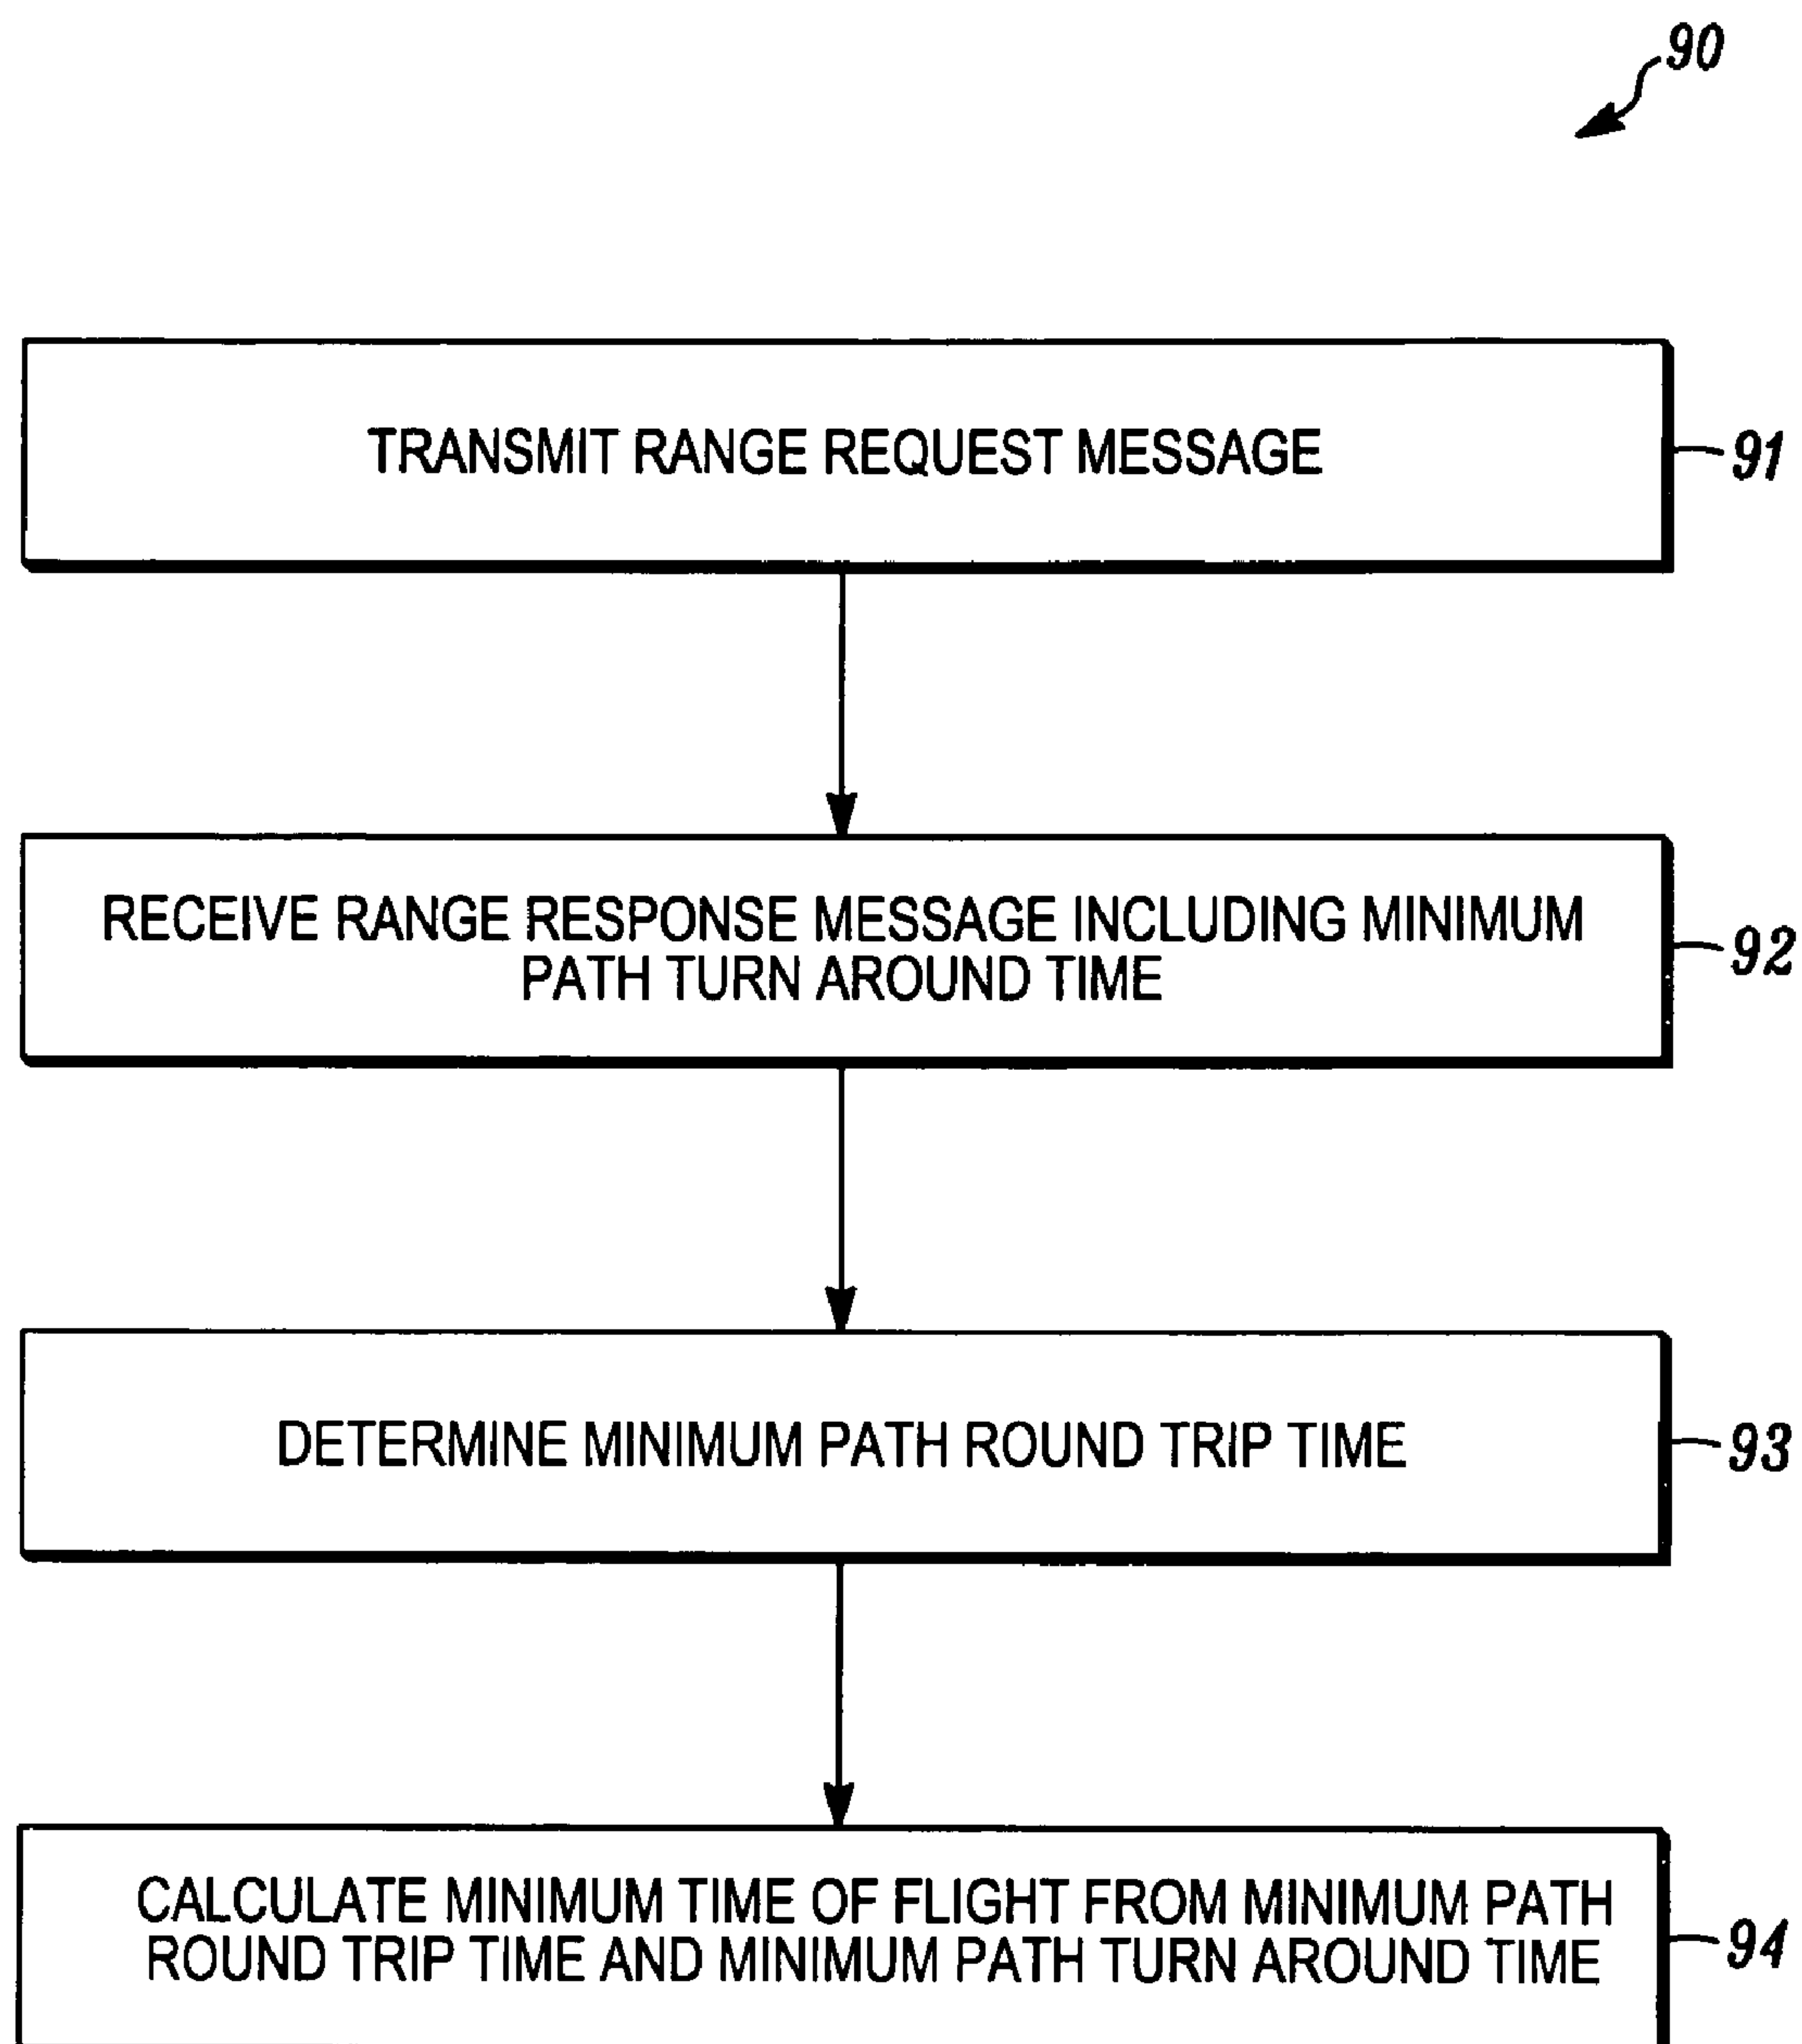 90
TRANSMIT RANGE REQUEST MESSAGE
91
RECEIVE RANGE RESPONSE MESSAGE INCLUDING MINIMUM
PATH TURN AROUND TIME
92
DETERMINE MINIMUM PATH ROUND TRIP TIME
93
CALCULATE MINIMUM TIME OF FLIGHT FROM MINIMUM PATH
ROUND TRIP TIME AND MINIMUM PATH TURN AROUND TIME
94